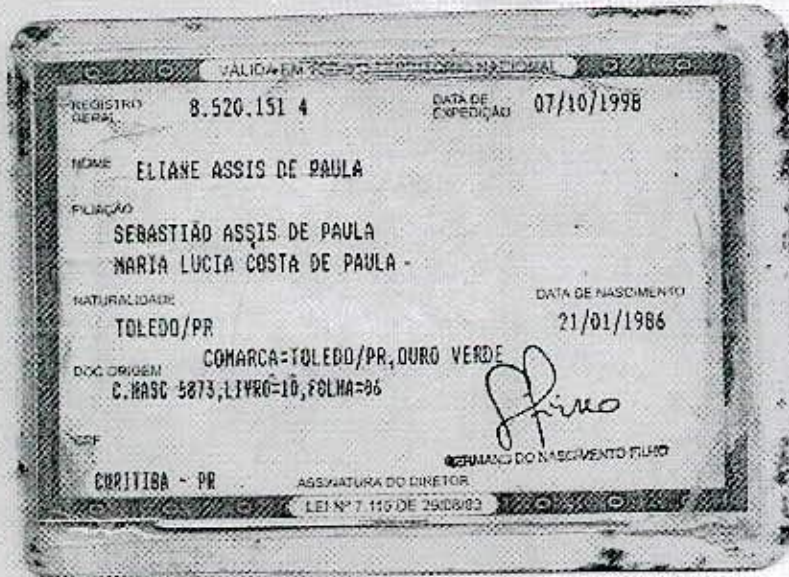 VÁLIDA EM TODO O TERRITÓRIO NACIONAL
REGISTRO GERAL 8.520.151 4 DATA DE EXPEDIÇÃO 07/10/1998
NOME ELIANE ASSIS DE PAULA
FILIAÇÃO
SEBASTIÃO ASSIS DE PAULA
MARIA LUCIA COSTA DE PAULA -
NATURALIDADE DATA DE NASCIMENTO
TOLEDO/PR 21/01/1986
DOC ORIGEM COMARCA=TOLEDO/PR, OURO VERDE
C.NASC 5873, LIVRO=10, FOLHA=06
CPF
GERMANO DO NASCIMENTO FILHO
CURITIBA - PR ASSINATURA DO DIRETOR
LEI Nº 7.116 DE 29/08/83